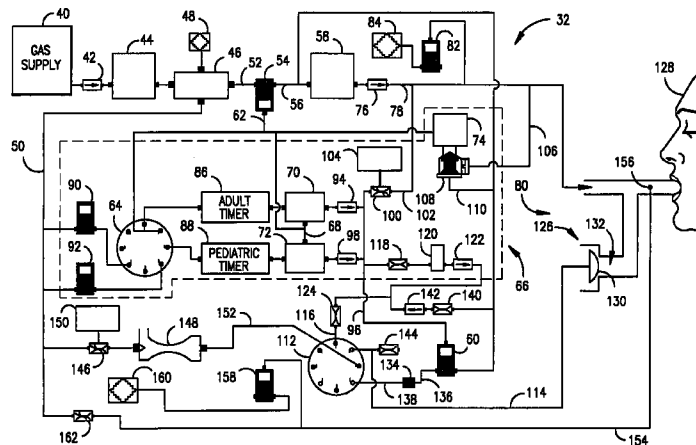 40 48 84 32
GAS SUPPLY 42 44 46 52 54 58 82 128
56 76 78
62
50 74 106
104
90 86 94 156
64 ADULT TIMER 70 108 80
100 102 110 132
88 68 126
92 PEDIATRIC TIMER 72 98 118 120 122
66 130
124 142 140
150 148 152 116 96 60
112 144 134
146 160 158 138 136 114
162 154